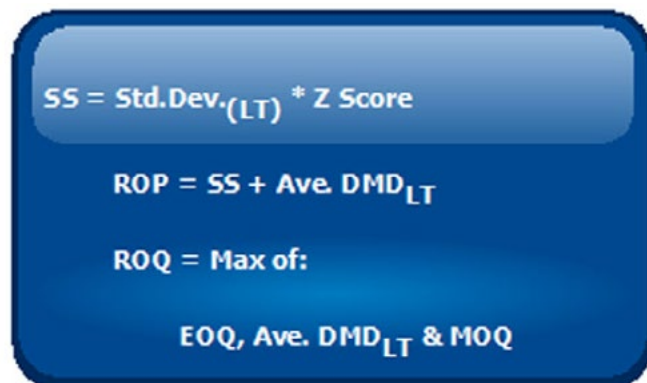 SS = Std.Dev.(LT) * Z Score
ROP = SS + Ave. DMDLT
ROQ = Max of:
EOQ, Ave. DMDLT & MOQ